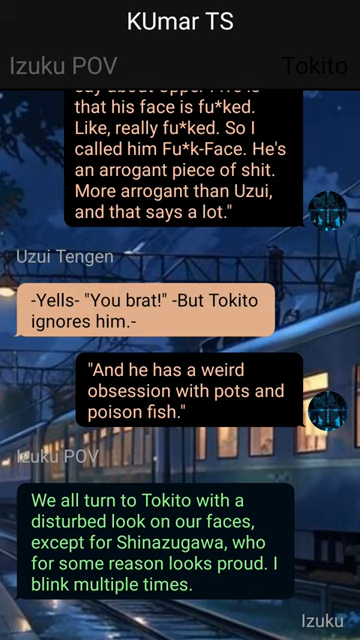 KUmar TS
Izuku POV
Tokito
that his face is fu*ked.
Like, really fu*ked. So I
called him Fu*k-Face. He's
an arrogant piece of shit.
More arrogant than Uzui,
and that says a lot."
Uzui Tengen
-Yells- "You brat!" -But Tokito
ignores him.-
"And he has a weird
obsession with pots and
poison fish."
Izuku POV
We all turn to Tokito with a
disturbed look on our faces,
except for Shinazugawa, who
for some reason looks proud. I
blink multiple times.
Izuku